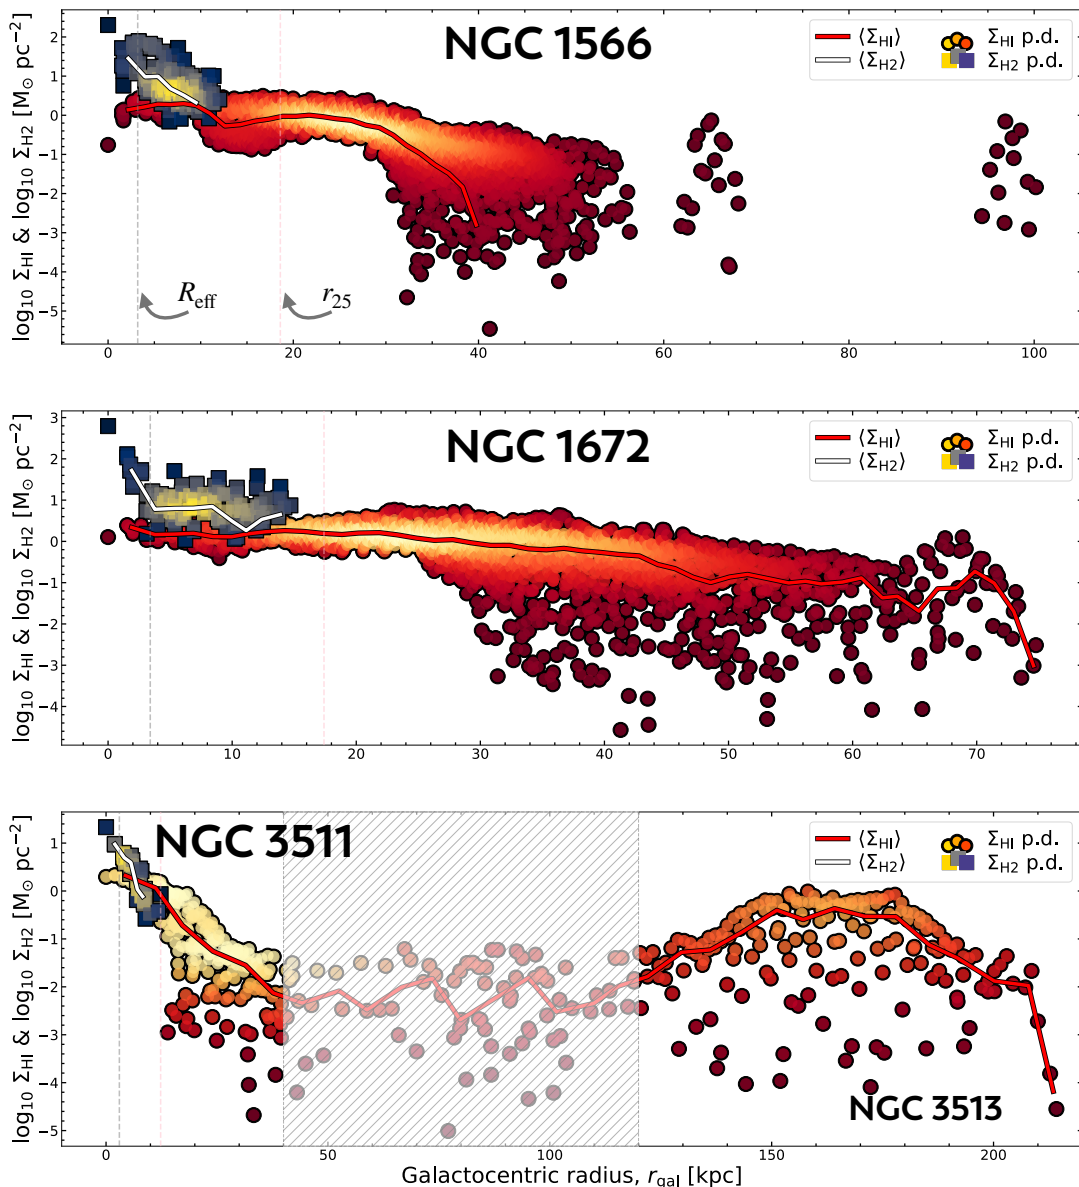 NGC 1566
⟨Σ_HI⟩ Σ_HI p.d.
⟨Σ_H2⟩ Σ_H2 p.d.
log₁₀ Σ_HI & log₁₀ Σ_H2 [M⊙ pc⁻²]
2
1
0
−1
−2
−3
−4
−5
R_eff
r₂₅
0 20 40 60 80 100
NGC 1672
⟨Σ_HI⟩ Σ_HI p.d.
⟨Σ_H2⟩ Σ_H2 p.d.
log₁₀ Σ_HI & log₁₀ Σ_H2 [M⊙ pc⁻²]
3
2
1
0
−1
−2
−3
−4
0 10 20 30 40 50 60 70
NGC 3511
⟨Σ_HI⟩ Σ_HI p.d.
⟨Σ_H2⟩ Σ_H2 p.d.
log₁₀ Σ_HI & log₁₀ Σ_H2 [M⊙ pc⁻²]
1
0
−1
−2
−3
−4
−5
NGC 3513
0 50 100 150 200
Galactocentric radius, r_gal [kpc]